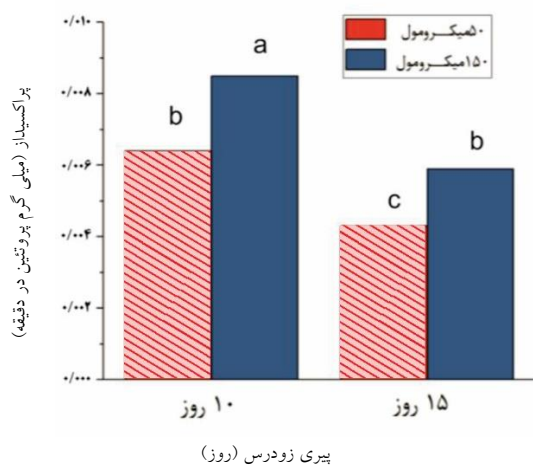 ۵۰میکرومول
۱۵۰میکرومول
پراکسیداز (میلی گرم پروتئین در دقیقه)
۰/۰۱۰
۰/۰۰۸
۰/۰۰۶
۰/۰۰۴
۰/۰۰۲
۰/۰۰۰
b
a
c
b
۱۰ روز
۱۵ روز
پیری زودرس (روز)